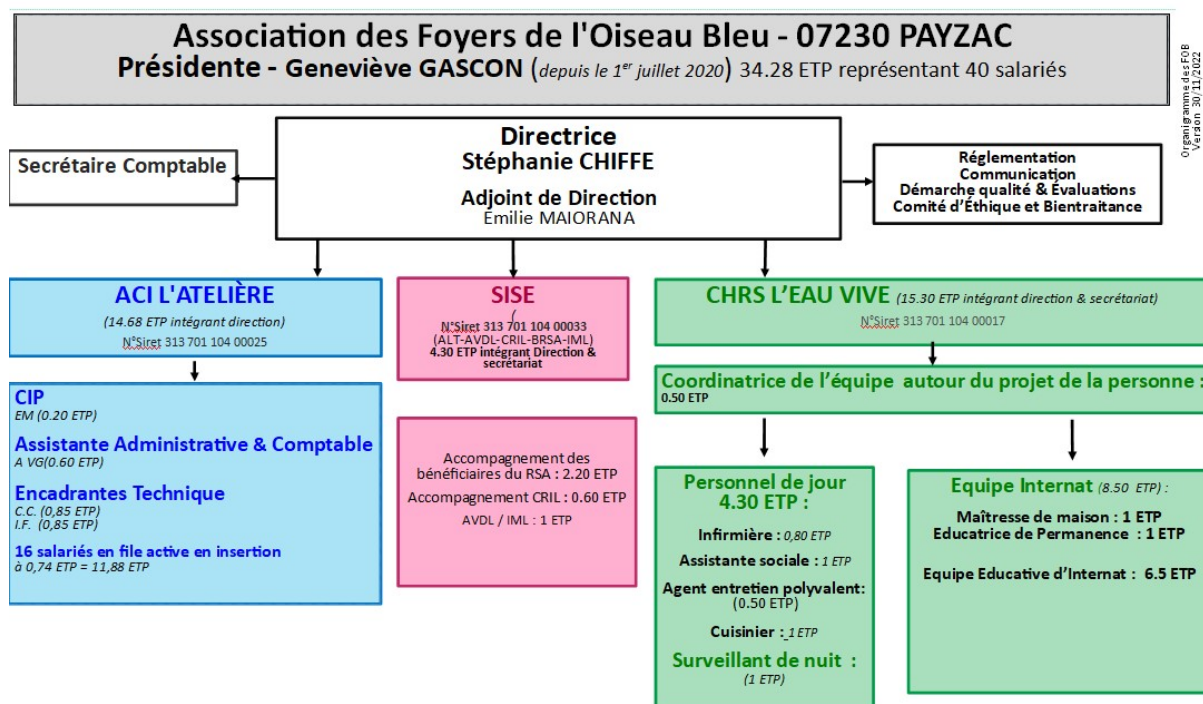 Association des Foyers de l'Oiseau Bleu - 07230 PAYZAC
Présidente - Geneviève GASCON (depuis le 1er juillet 2020) 34.28 ETP représentant 40 salariés
Organigramme des FOB
Version 30/11/2022
Directrice
Stéphanie CHIFFE
Adjoint de Direction
Émilie MAIORANA
Secrétaire Comptable
Réglementation
Communication
Démarche qualité & Évaluations
Comité d'Éthique et Bientraitance
ACI L'ATELIÈRE
(14.68 ETP intégrant direction)
N°Siret 313 701 104 00025
CIP
EM (0.20 ETP)
Assistante Administrative & Comptable
A VG(0.60 ETP)
Encadrantes Technique
C.C. (0,85 ETP)
I.F. (0,85 ETP)
16 salariés en file active en insertion
à 0,74 ETP = 11,88 ETP
SISE
(
N°Siret 313 701 104 00033
(ALT-AVDL-CRIL-BRSA-IML)
4.30 ETP intégrant Direction &
secrétariat
Accompagnement des
bénéficiaires du RSA : 2.20 ETP
Accompagnement CRIL : 0.60 ETP
AVDL / IML : 1 ETP
CHRS L’EAU VIVE (15.30 ETP intégrant direction & secrétariat)
N°Siret 313 701 104 00017
Coordinatrice de l’équipe autour du projet de la personne :
0.50 ETP
Personnel de jour
4.30 ETP :
Infirmière : 0,80 ETP
Assistante sociale : 1 ETP
Agent entretien polyvalent:
(0.50 ETP)
Cuisinier : 1 ETP
Surveillant de nuit :
(1 ETP)
Equipe Internat (8.50 ETP) :
Maîtresse de maison : 1 ETP
Educatrice de Permanence : 1 ETP
Equipe Educative d’Internat : 6.5 ETP